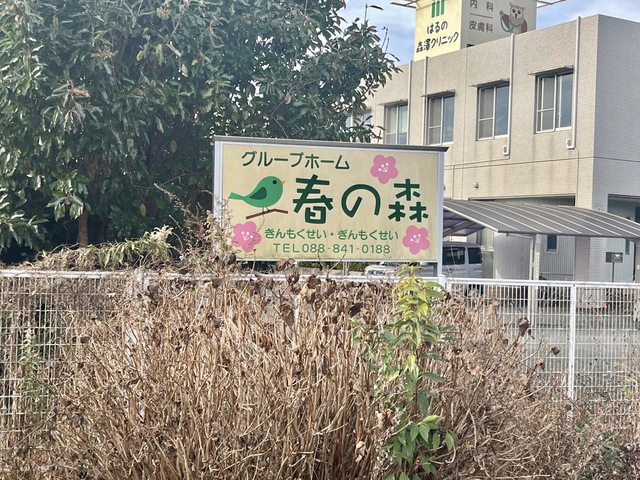 内科
皮膚科
はるの
森澤クリニック
グループホーム
春の森
きんもくせい・ぎんもくせい
TEL088-841-0188